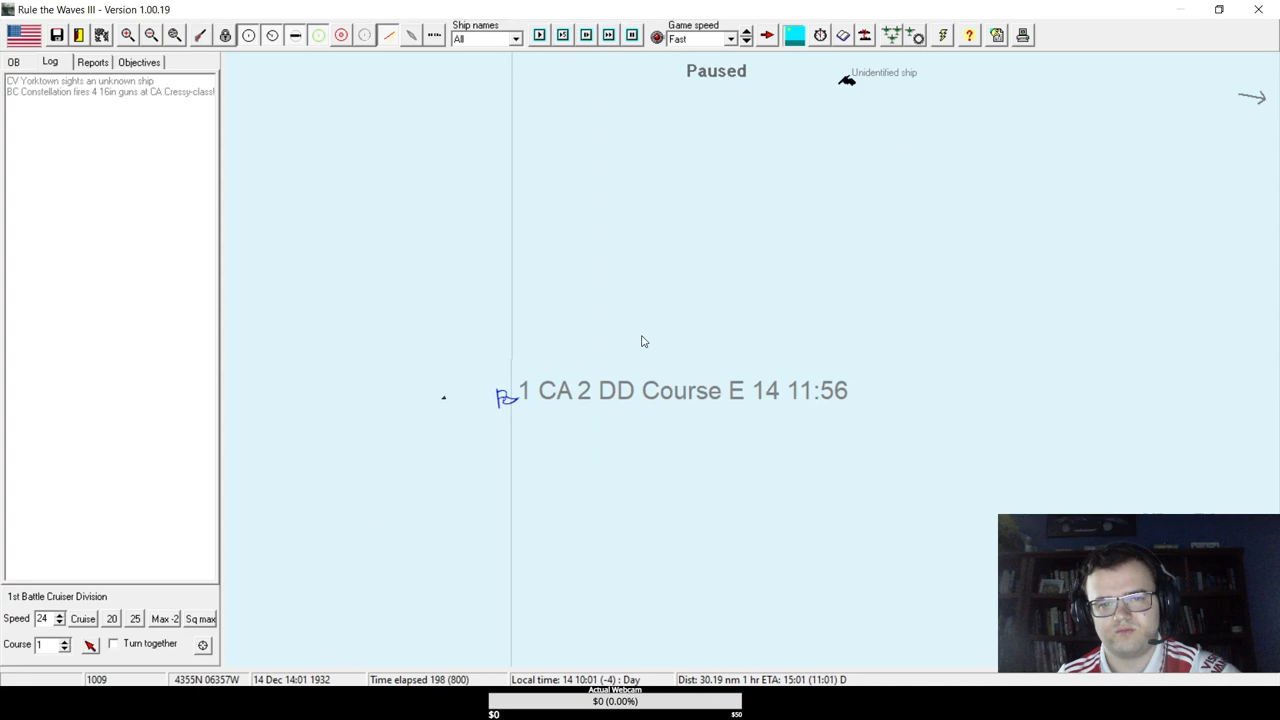 Rule the Waves III - Version 1.00.19
Ship names
All
Game speed
Fast
OB
Log
Reports
Objectives
CV Yorktown sights an unknown ship
BC Constellation fires 4 16in guns at CA Cressy-class!
Paused
Unidentified ship
1 CA 2 DD Course E 14 11:56
1st Battle Cruiser Division
Speed 24 Cruise 20 25 Max -2 Sq max
Course 1 Turn together
1009 4355N 06357W 14 Dec 14:01 1932 Time elapsed 198 (800) Local time: 14 10:01 (-4) : Day Dist: 30.19 nm 1 hr ETA: 15:01 (11:01) D
Actual Webcam
$0 (0.00%)
$0 $50